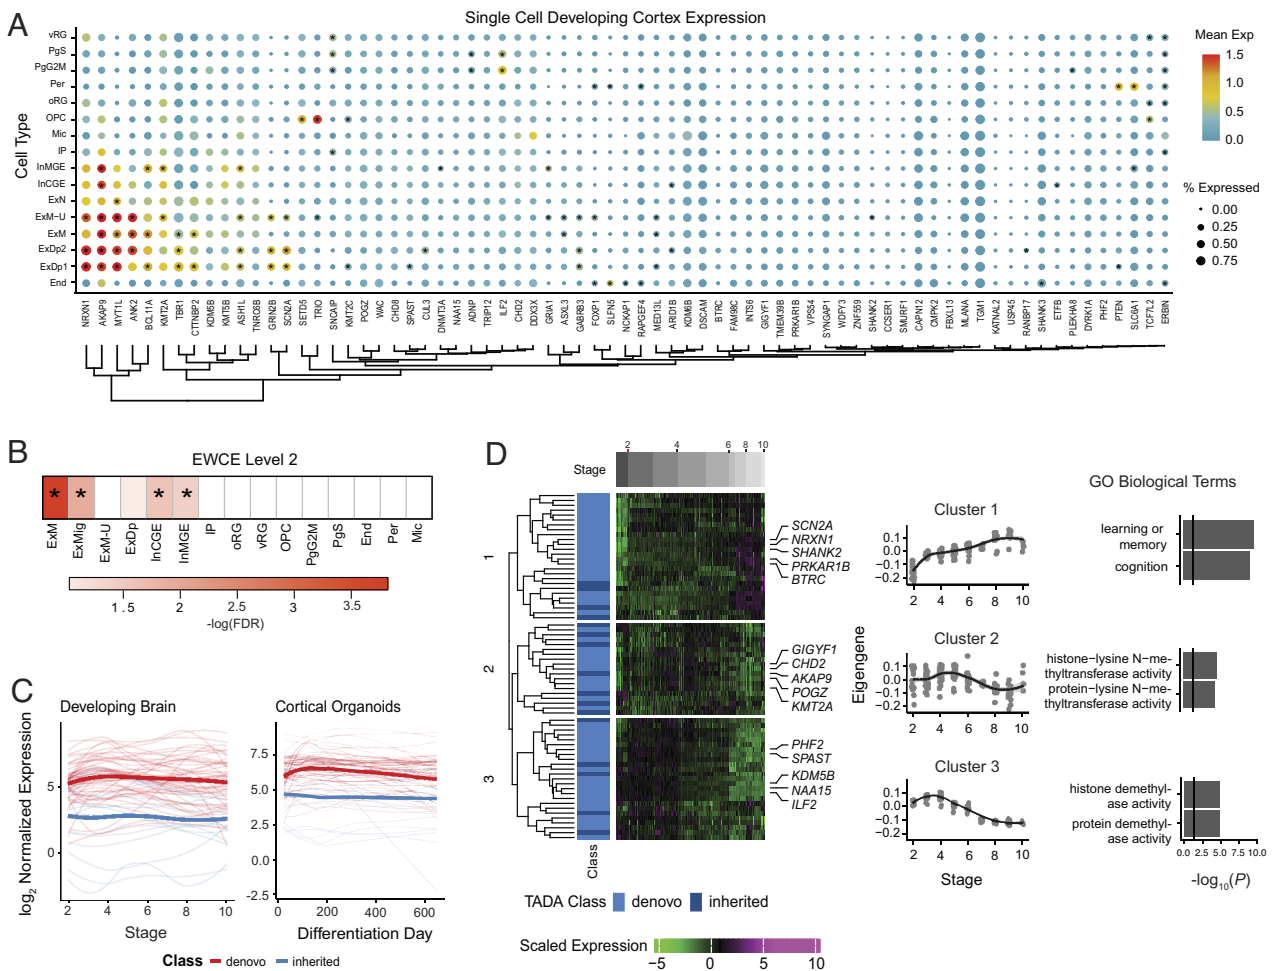 A
Single Cell Developing Cortex Expression
Cell Type
vRG
PgS
PgG2M
Per
oRG
OPC
Mic
IP
InMGE
InCGE
ExN
ExM-U
ExM
ExDp2
ExDp1
End
NRXN1 AKAP9 MYT1L ANK2 BCL11A KMT2A TBR1 CTTNBP2 KDM5B KMT5B ASH1L TNRC6B GRIN2B SCN2A SETD5 TRIO SYNCAIP KMT2C POGZ WAC CHD8 SPAST CUL3 DNMT3A NAA15 ADNP TRIP12 ILF2 CHD2 DDX3X GRIA1 ASXL3 GABRB3 FOXP1 SLFN5 NCKAP1 RAPGEF4 MED13L ARID1B KDM6B DSCAM BTRC FAM98C INTS6 GIGYF1 TMEM39B PRKAR1B VPS54 SYNGAP1 WDFY3 ZNF559 SHANK2 CCSER1 SMURF1 CAPN12 CMPK2 FBXL13 MLANA TGM1 KATNAL2 USP45 RANBP17 SHANK3 ETFB PLEKHA8 DYRK1A PHF2 PTEN SLC6A1 TCF7L2 ERBIN
Mean Exp
1.5
1.0
0.5
0.0
% Expressed
0.00
0.25
0.50
0.75
B
EWCE Level 2
* * * *
ExM ExMig ExM-U ExDp InCGE InMGE IP oRG vRG OPC PgG2M PgS End Per Mic
1.5 2 2.5 3 3.5
-log(FDR)
C
Developing Brain
Cortical Organoids
log2 Normalized Expression
5
0
2 4 6 8 10
Stage
7.5
5.0
2.5
0.0
-2.5
0 200 400 600
Differentiation Day
Class denovo inherited
D
2 4 6 8 10
Stage
1
2
3
SCN2A
NRXN1
SHANK2
PRKAR1B
BTRC
GIGYF1
CHD2
AKAP9
POGZ
KMT2A
PHF2
SPAST
KDM5B
NAA15
ILF2
Class
TADA Class denovo inherited
Scaled Expression
−5 0 5 10
Eigengene
Cluster 1
0.1
0.0
−0.1
−0.2
2 4 6 8 10
Cluster 2
0.1
0.0
−0.1
−0.2
2 4 6 8 10
Cluster 3
0.1
0.0
−0.1
−0.2
2 4 6 8 10
Stage
GO Biological Terms
learning or
memory
cognition
histone−lysine N−me-
thyltransferase activity
protein−lysine N−me-
thyltransferase activity
histone demethyl-
ase activity
protein demethyl-
ase activity
0.0 2.5 5.0 7.5 10.0
-log10(P)